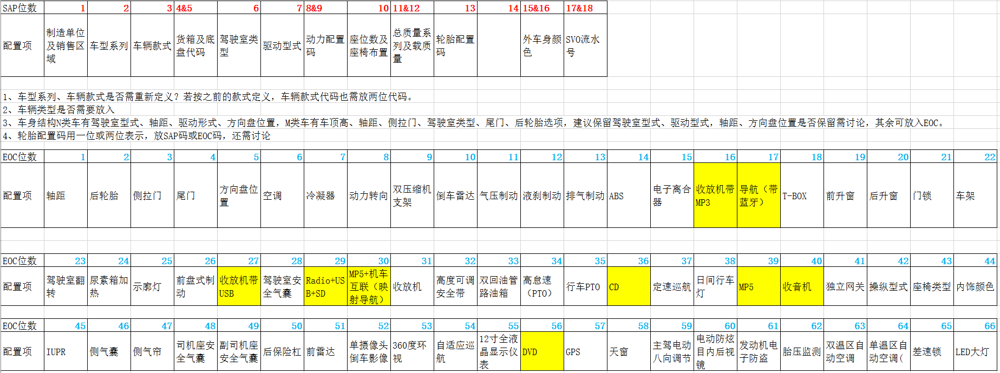 SAP位数 1 2 3 4&5 6 7 8&9 10 11&12 13 14 15&16 17&18
配置项 制造单位及销售区域 车型系列 车辆款式 货箱及底盘代码 驾驶室类型 驱动型式 动力配置码 座位数及座椅布置 总质量系列及载质量 轮胎配置码 外车身颜色 SVO流水号
1、车型系列、车辆款式是否需重新定义？若按之前的款式定义，车辆款式代码也需放两位代码。
2、车辆类型是否需要放入
3、车身结构N类车有驾驶室型式、轴距、驱动形式、方向盘位置，M类车有车顶高、轴距、侧拉门、驾驶室类型、尾门、后轮胎选项，建议保留驾驶室型式、驱动型式，轴距、方向盘位置是否保留需讨论，其余可放入EOC。
4、轮胎配置码用一位或两位表示，放SAP码或EOC码，还需讨论
EOC位数 1 2 3 4 5 6 7 8 9 10 11 12 13 14 15 16 17 18 19 20 21 22
配置项 轴距 后轮胎 侧拉门 尾门 方向盘位置 空调 冷凝器 动力转向 双压缩机支架 倒车雷达 气压制动 液刹制动 排气制动 ABS 电子离合器 收放机带MP3 导航（带蓝牙） T-BOX 前升窗 后升窗 门锁 车架
EOC位数 23 24 25 26 27 28 29 30 31 32 33 34 35 36 37 38 39 40 41 42 43 44
配置项 驾驶室翻转 尿素箱加热 示廓灯 前盘式制动 收放机带USB 驾驶室安全气囊 Radio+USB+SD MP5+机车互联（映射导航） 收放机 高度可调安全带 双回油管路油箱 高怠速（PTO） 行车PTO CD 定速巡航 日间行车灯 MP5 收音机 独立网关 操纵型式 座椅类型 内饰颜色
EOC位数 45 46 47 48 49 50 51 52 53 54 55 56 57 58 59 60 61 62 63 64 65 66
配置项 IUPR 侧气囊 侧气帘 司机座安全气囊 副司机座安全气囊 后保险杠 前雷达 单摄像头倒车影像 360度环视 自适应巡航 12寸全液晶显示仪表 DVD GPS 天窗 主驾电动八向调节 电动防炫目内后视镜 发动机电子防盗 胎压监测 双温区自动空调 单温区自动空调( 差速锁 LED大灯